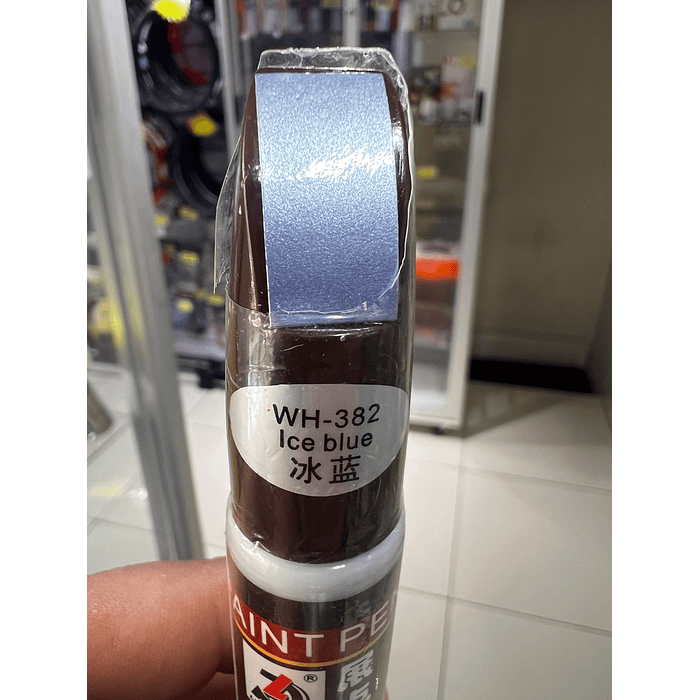 WH-382
Ice blue
冰蓝
AINT PE
®